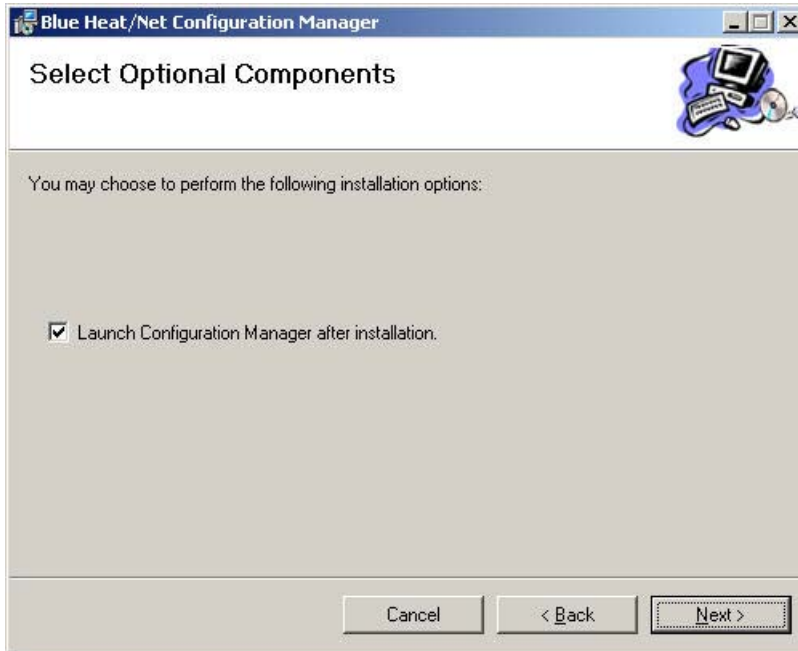 Blue Heat/Net Configuration Manager
Select Optional Components
You may choose to perform the following installation options:
Launch Configuration Manager after installation.
Cancel
< Back
Next >